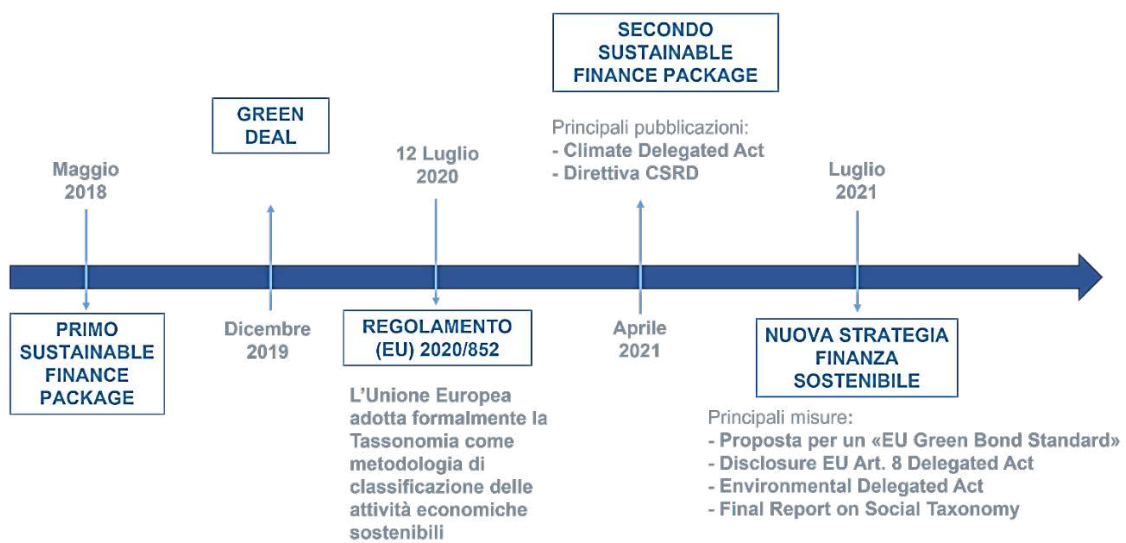 Maggio
2018
PRIMO
SUSTAINABLE
FINANCE
PACKAGE
GREEN
DEAL
Dicembre
2019
12 Luglio
2020
REGOLAMENTO
(EU) 2020/852
L'Unione Europea
adotta formalmente la
Tassonomia come
metodologia di
classificazione delle
attività economiche
sostenibili
SECONDO
SUSTAINABLE
FINANCE PACKAGE
Principali pubblicazioni:
- Climate Delegated Act
- Direttiva CSRD
Aprile
2021
Luglio
2021
NUOVA STRATEGIA
FINANZA
SOSTENIBILE
Principali misure:
- Proposta per un «EU Green Bond Standard»
- Disclosure EU Art. 8 Delegated Act
- Environmental Delegated Act
- Final Report on Social Taxonomy